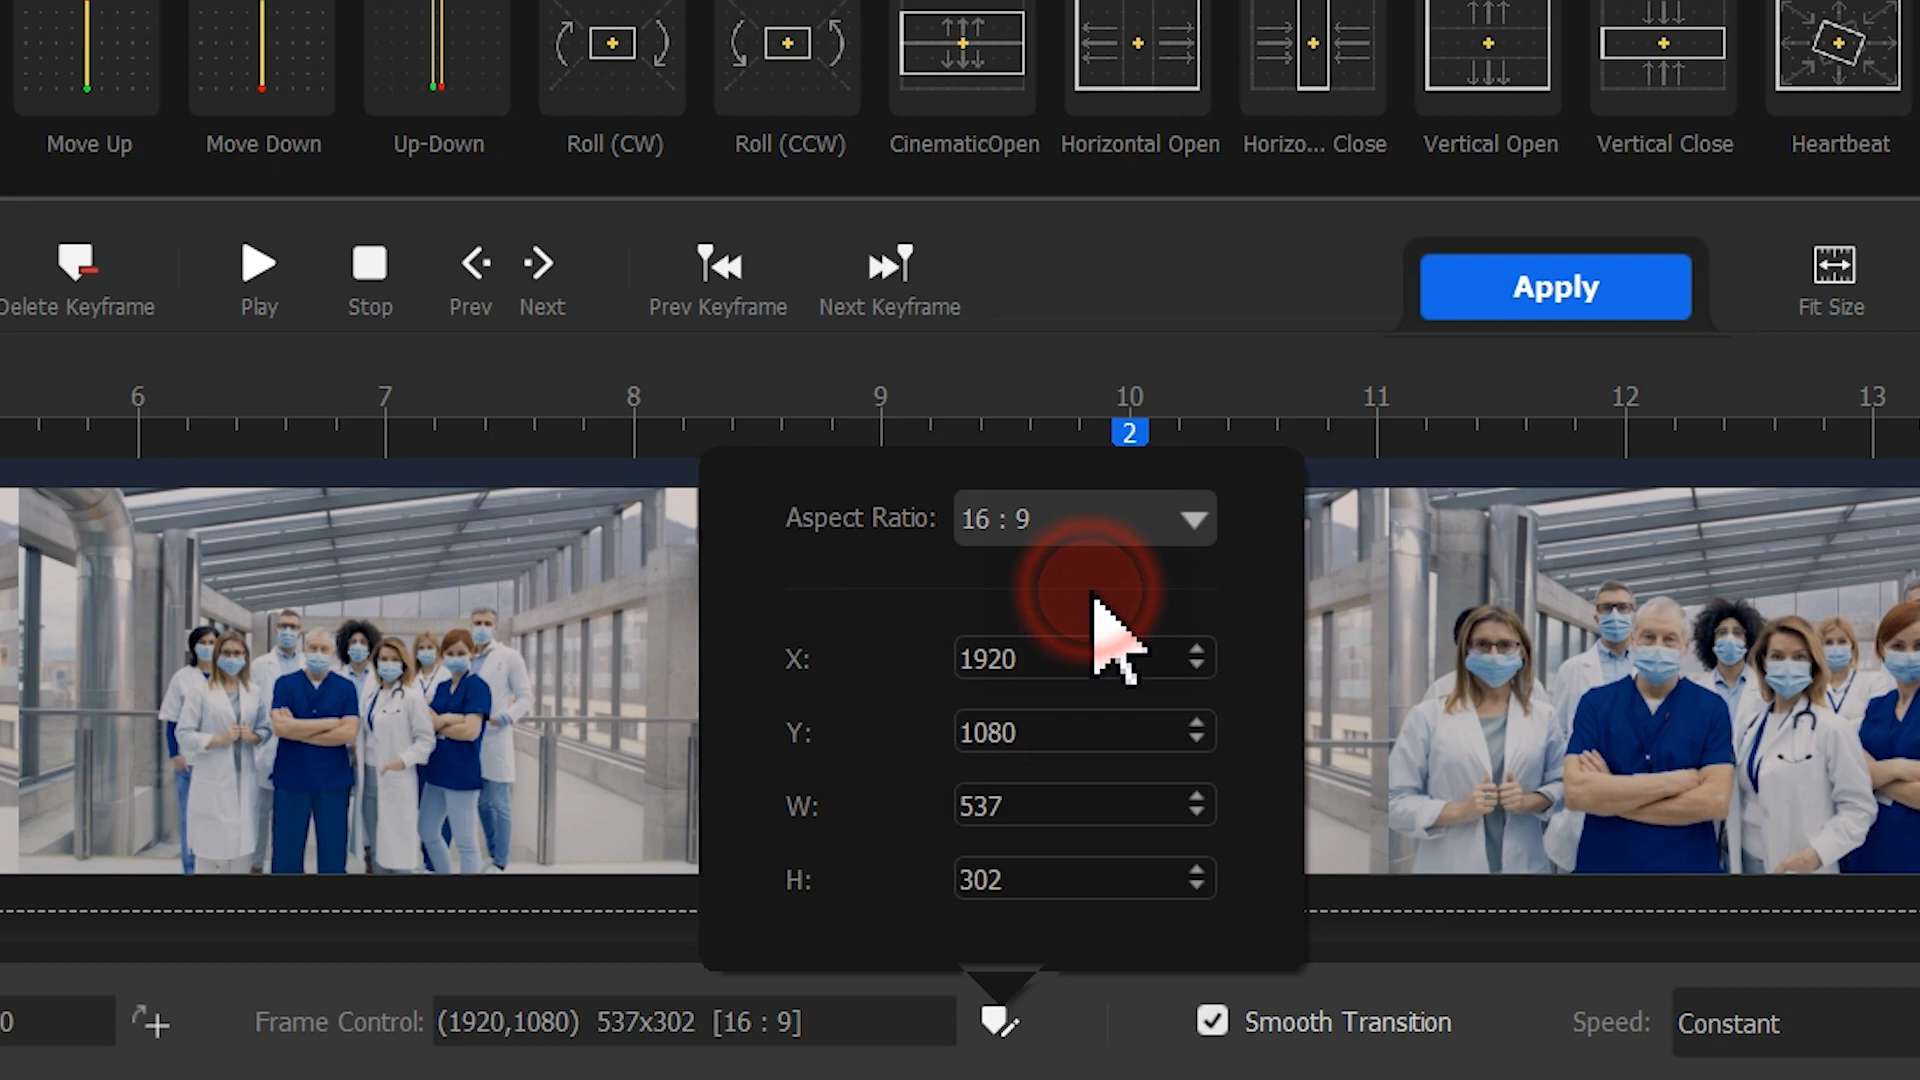 Move Up
Move Down
Up-Down
Roll (CW)
Roll (CCW)
CinematicOpen
Horizontal Open
Horizo... Close
Vertical Open
Vertical Close
Heartbeat
Delete Keyframe
Play
Stop
Prev
Next
Prev Keyframe
Next Keyframe
Apply
Fit Size
6 7 8 9 10 11 12 13
2
Aspect Ratio: 16 : 9
X: 1920
Y: 1080
W: 537
H: 302
0
Frame Control: (1920,1080) 537x302 [16 : 9]
Smooth Transition
Speed: Constant